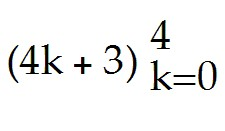 (4k + 3) 4
k=0